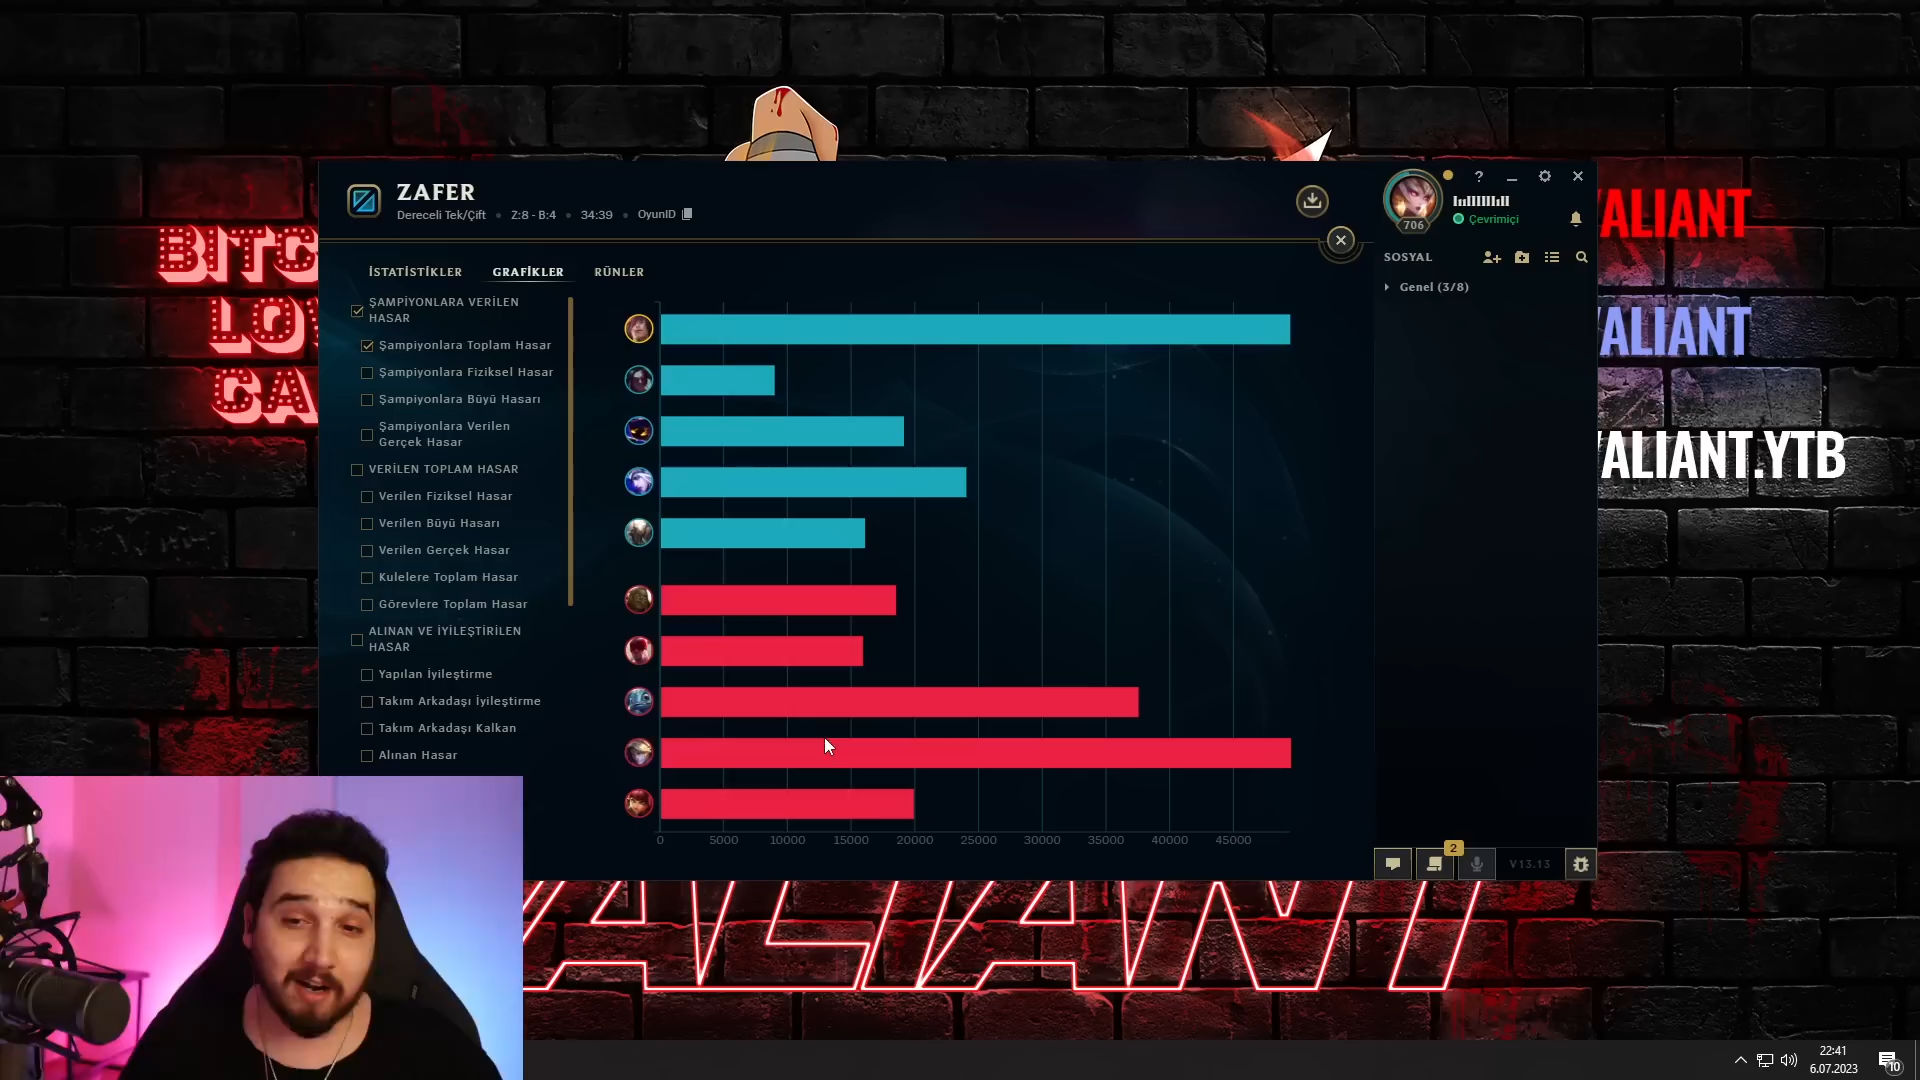 ZAFER
Dereceli Tek/Çift • Z:8 - B:4 • 34:39 • OyunID
706
Çevrimiçi
SOSYAL
Genel (3/8)
İSTATİSTİKLER
GRAFİKLER
RÜNLER
ŞAMPİYONLARA VERİLEN
HASAR
Şampiyonlara Toplam Hasar
Şampiyonlara Fiziksel Hasar
Şampiyonlara Büyü Hasarı
Şampiyonlara Verilen
Gerçek Hasar
VERİLEN TOPLAM HASAR
Verilen Fiziksel Hasar
Verilen Büyü Hasarı
Verilen Gerçek Hasar
Kulelere Toplam Hasar
Görevlere Toplam Hasar
ALINAN VE İYİLEŞTİRİLEN
HASAR
Yapılan İyileştirme
Takım Arkadaşı İyileştirme
Takım Arkadaşı Kalkan
Alınan Hasar
0 5000 10000 15000 20000 25000 30000 35000 40000 45000
2
V13.13
BITC
LO
CA
ALIANT
ALIANT
ALIANT.YTB
ALIANT
22:41
6.07.2023
10